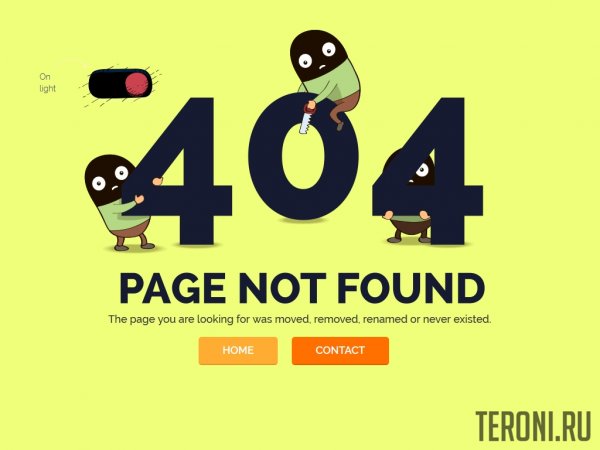 On
light
404
PAGE NOT FOUND
The page you are looking for was moved, removed, renamed or never existed.
HOME
CONTACT
TERONI.RU